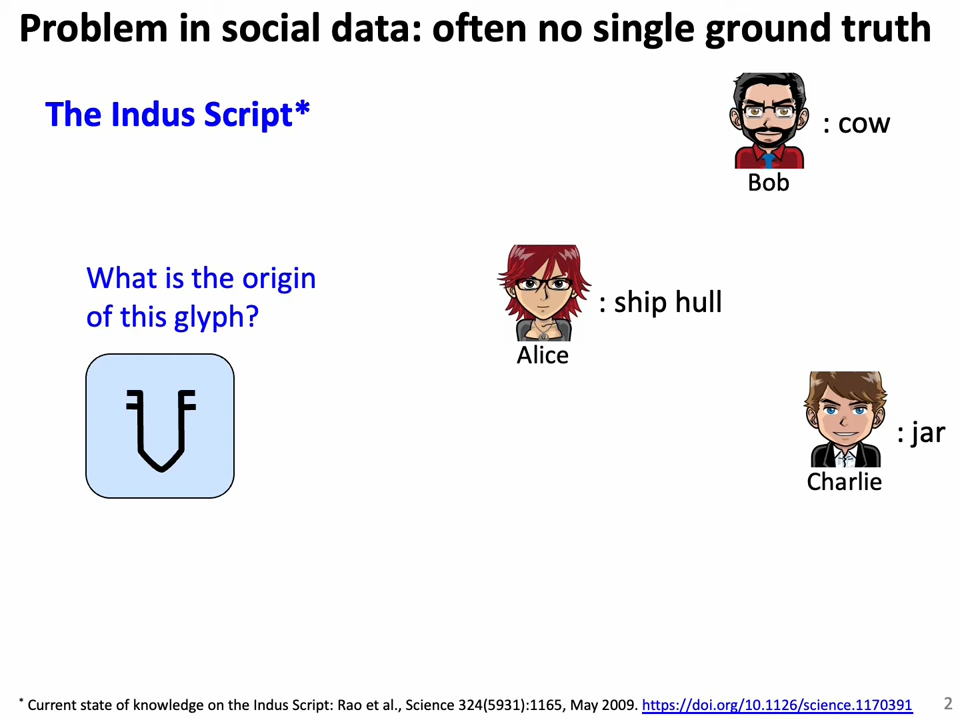 Problem in social data: often no single ground truth
The Indus Script*
: cow
Bob
What is the origin
of this glyph?
: ship hull
Alice
: jar
Charlie
* Current state of knowledge on the Indus Script: Rao et al., Science 324(5931):1165, May 2009. https://doi.org/10.1126/science.1170391
2